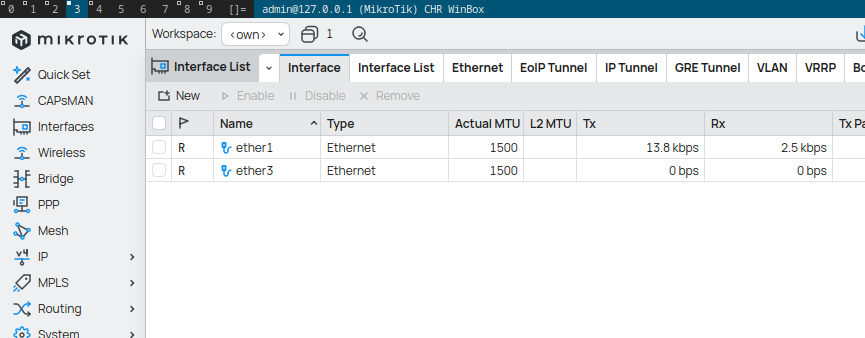 0 1 2 3 4 5 6 7 8 9 []= admin@127.0.0.1 (MikroTik) CHR WinBox
MIKROTIK
Workspace: <own> 1
Interface List Interface Interface List Ethernet EoIP Tunnel IP Tunnel GRE Tunnel VLAN VRRP
New Enable Disable Remove
Name Type Actual MTU L2 MTU Tx Rx Tx
R ether1 Ethernet 1500 13.8 kbps 2.5 kbps
R ether3 Ethernet 1500 0 bps 0 bps
Quick Set
CAPsMAN
Interfaces
Wireless
Bridge
PPP
Mesh
v4 IP
MPLS
Routing
System